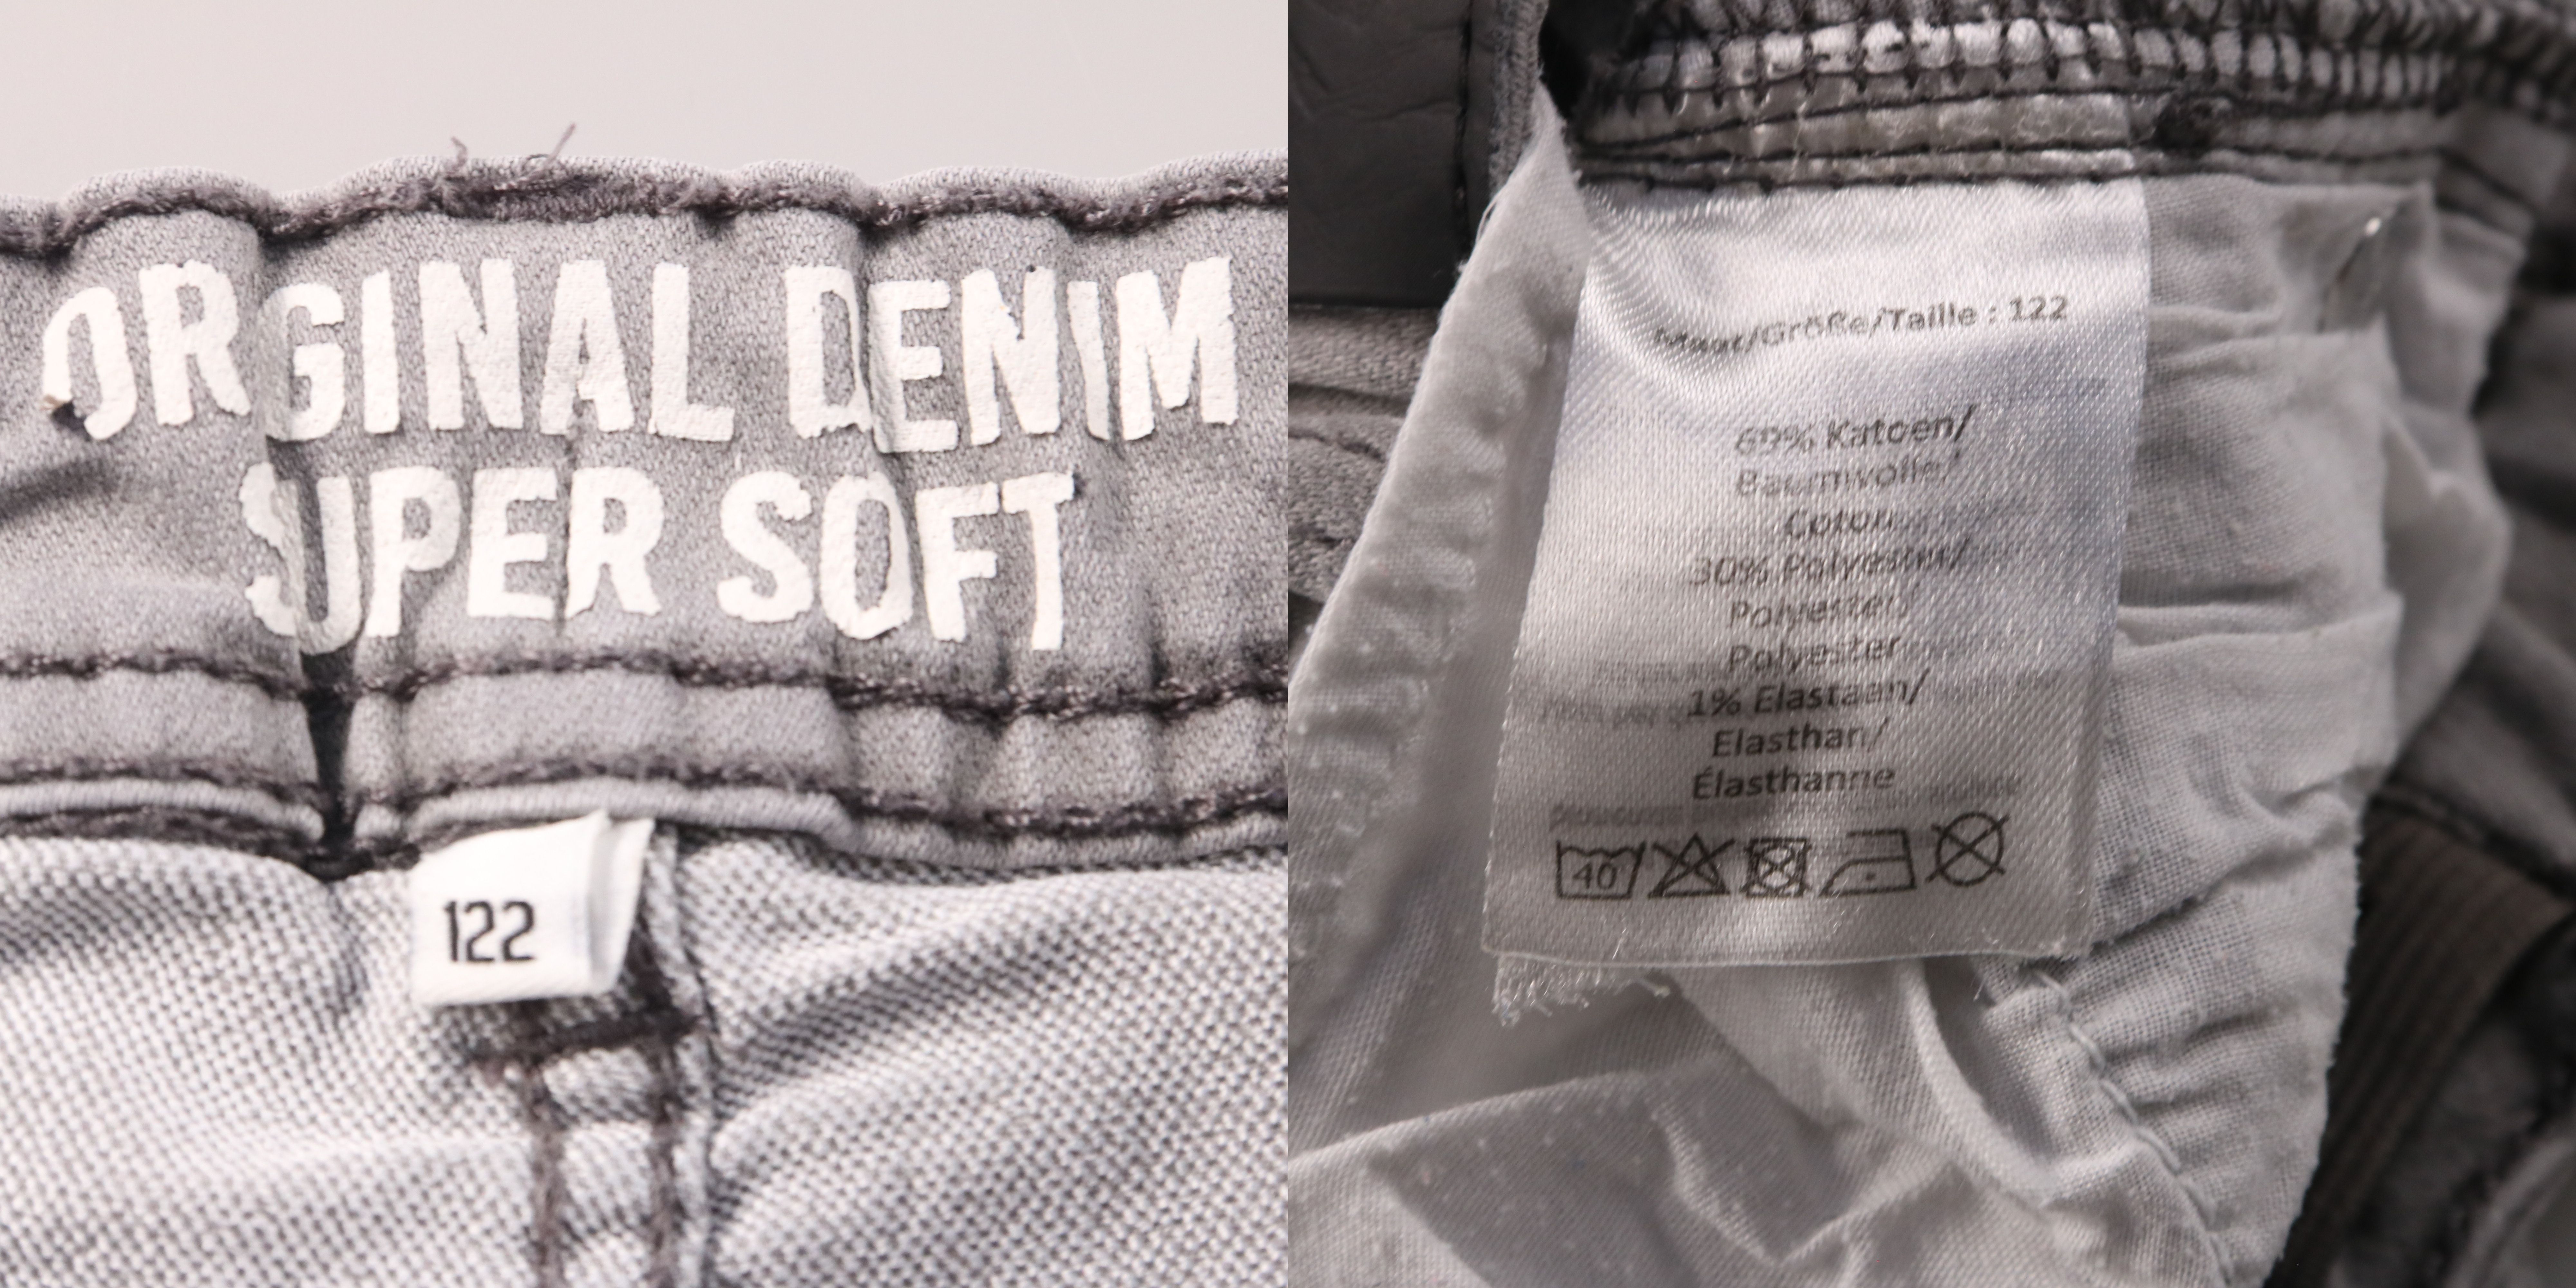 ORGINAL DENIM
SUPER SOFT
122
Maat/Größe/Taille : 122
69% Katoen/
Baumwolle/
Coton
30% Polyester/
Polyester/
Polyester
1% Elastaan/
Elasthan/
Élasthanne
40